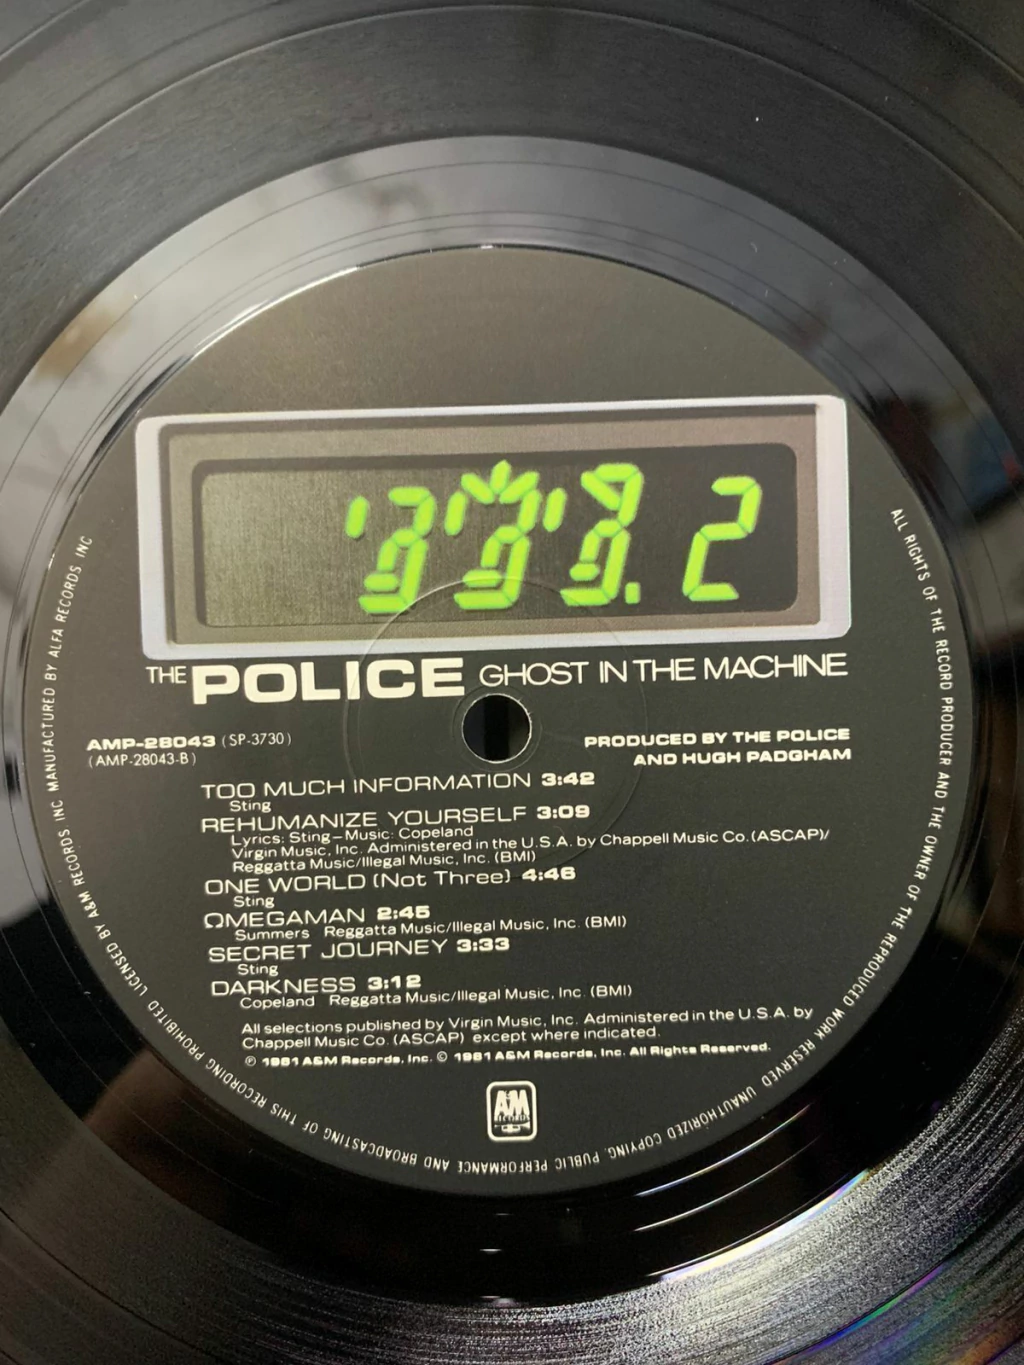 .2
THE POLICE GHOST IN THE MACHINE
AMP-28043 (SP-3730)
(AMP-28043-B)
PRODUCED BY THE POLICE
AND HUGH PADGHAM
TOO MUCH INFORMATION 3:42
Sting
REHUMANIZE YOURSELF 3:09
Lyrics: Sting-Music: Copeland
Virgin Music, Inc. Administered in the U.S.A. by Chappell Music Co. (ASCAP)/
Reggatta Music/Illegal Music, Inc. (BMI)
ONE WORLD (Not Three) 4:46
Sting
ΩMEGAMAN 2:45
Summers Reggatta Music/Illegal Music, Inc. (BMI)
SECRET JOURNEY 3:33
Sting
DARKNESS 3:12
Copeland Reggatta Music/Illegal Music, Inc. (BMI)
All selections published by Virgin Music, Inc. Administered in the U.S.A. by
Chappell Music Co. (ASCAP) except where indicated.
℗ 1981 A&M Records, Inc. © 1981 A&M Records, Inc. All Rights Reserved.
A&M
RECORDS
ALL RIGHTS OF THE RECORD PRODUCER AND THE OWNER OF THE REPRODUCED WORK RESERVED. UNAUTHORIZED COPYING, PUBLIC PERFORMANCE AND BROADCASTING OF THIS RECORDING PROHIBITED. LICENSED BY A&M RECORDS INC MANUFACTURED BY ALFA RECORDS INC